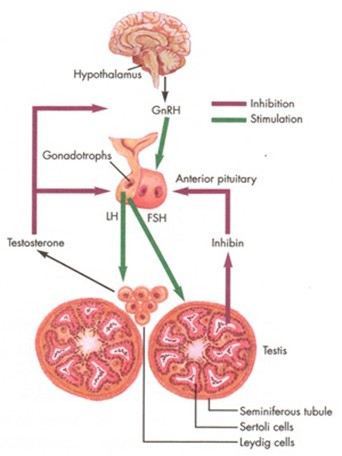 Hypothalamus
GnRH
Inhibition
Stimulation
Gonadotrophs
Anterior pituitary
LH
FSH
Testosterone
Inhibin
Testis
Seminiferous tubule
Sertoli cells
Leydig cells